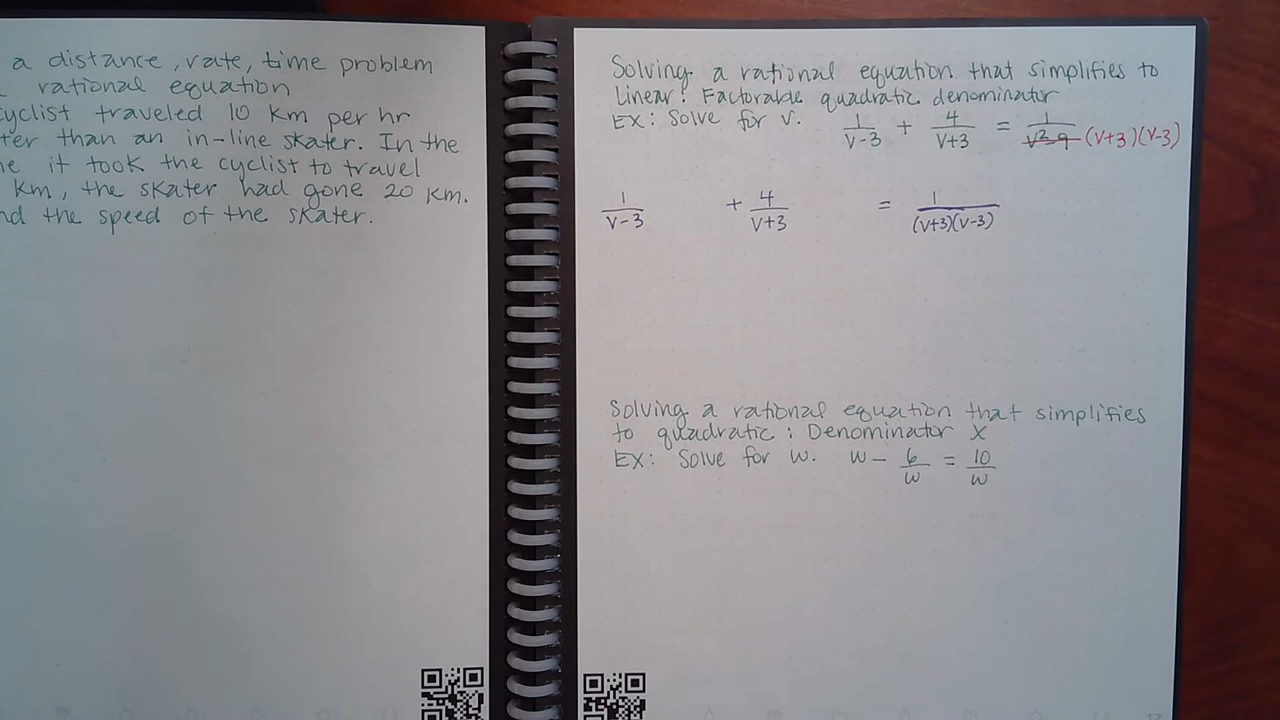 a distance, rate, time problem
rational equation
cyclist traveled 10 km per hr
than an in-line skater. In the
it took the cyclist to travel
km, the skater had gone 20 km.
the speed of the skater.
Solving a rational equation that simplifies to
linear: Factorable quadratic denominator
EX: Solve for v. 1/(v-3) + 4/(v+3) = 1/(v²-9) (v+3)(v-3)
1/(v-3) + 4/(v+3) = 1/((v+3)(v-3))
Solving a rational equation that simplifies
to quadratic: Denominator X
EX: Solve for w. w - 6/w = 10/w